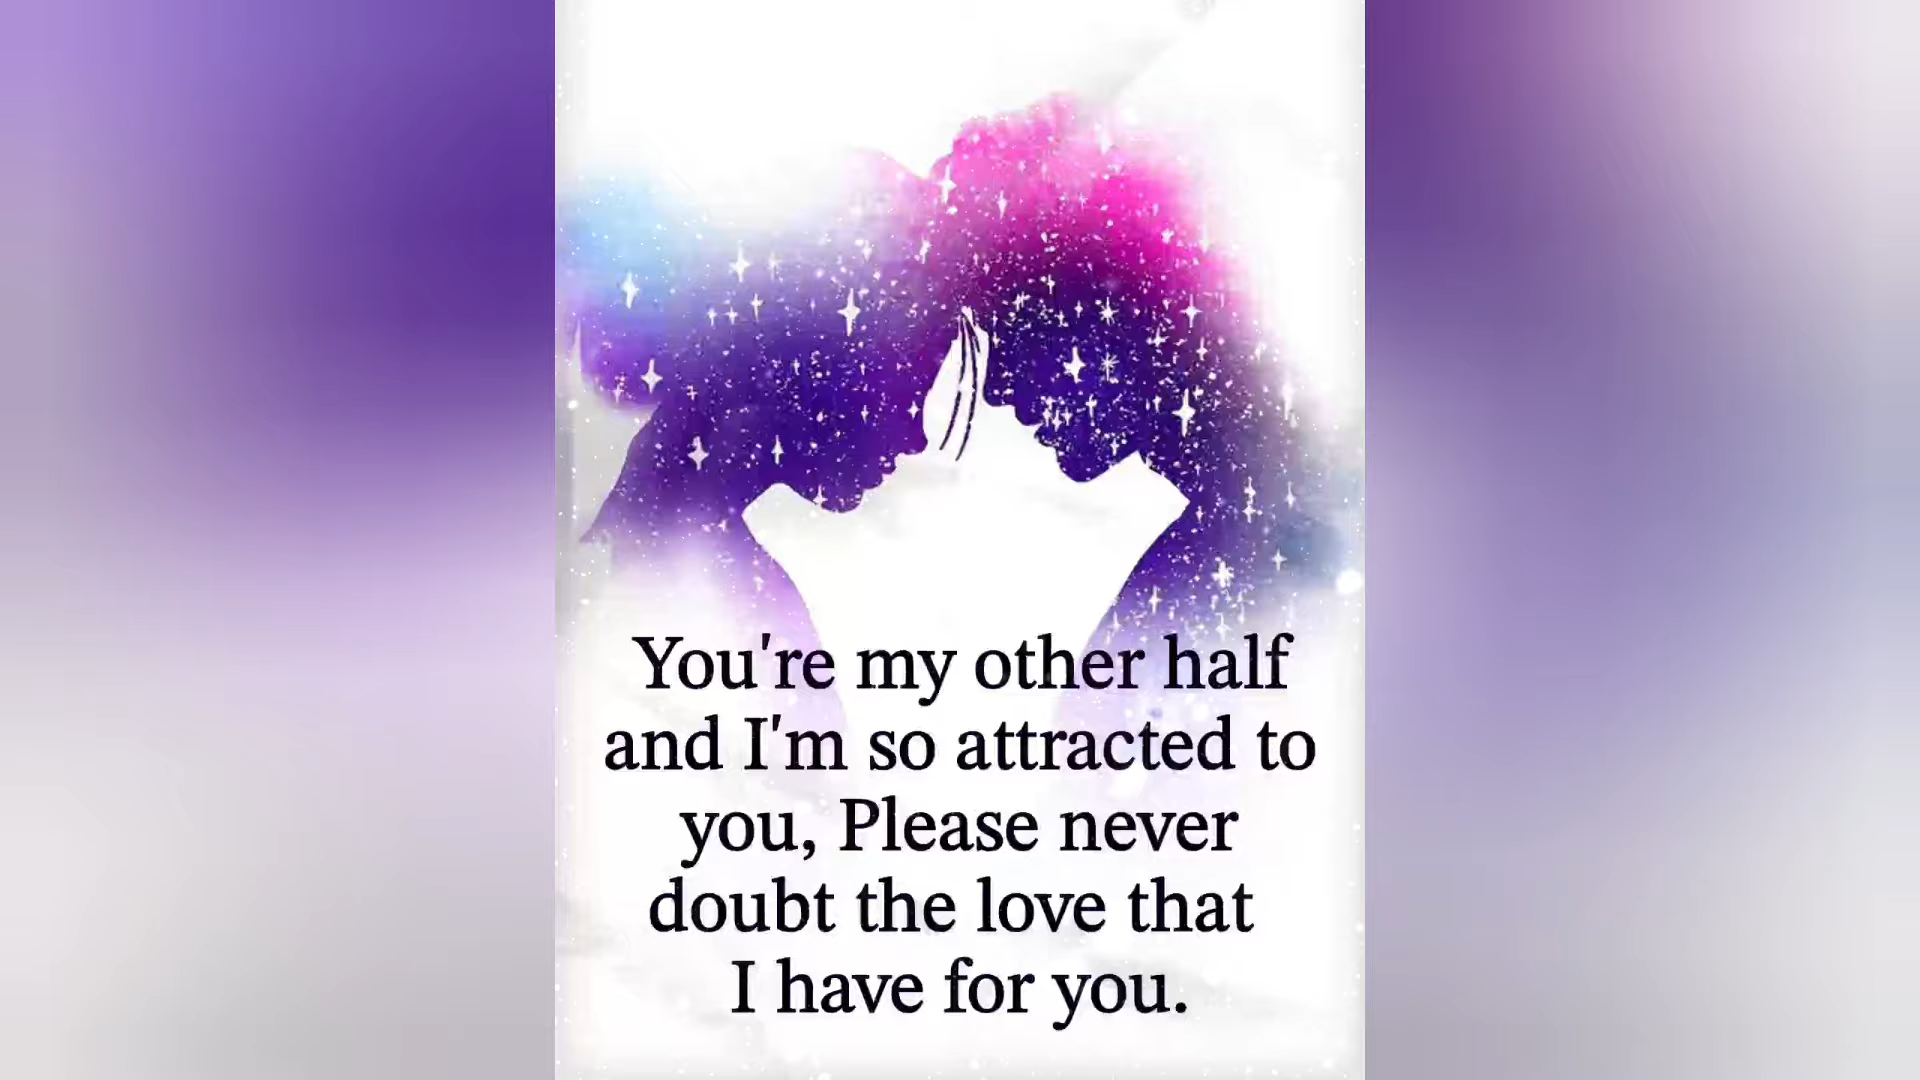 You're my other half
and I'm so attracted to
you, Please never
doubt the love that
I have for you.